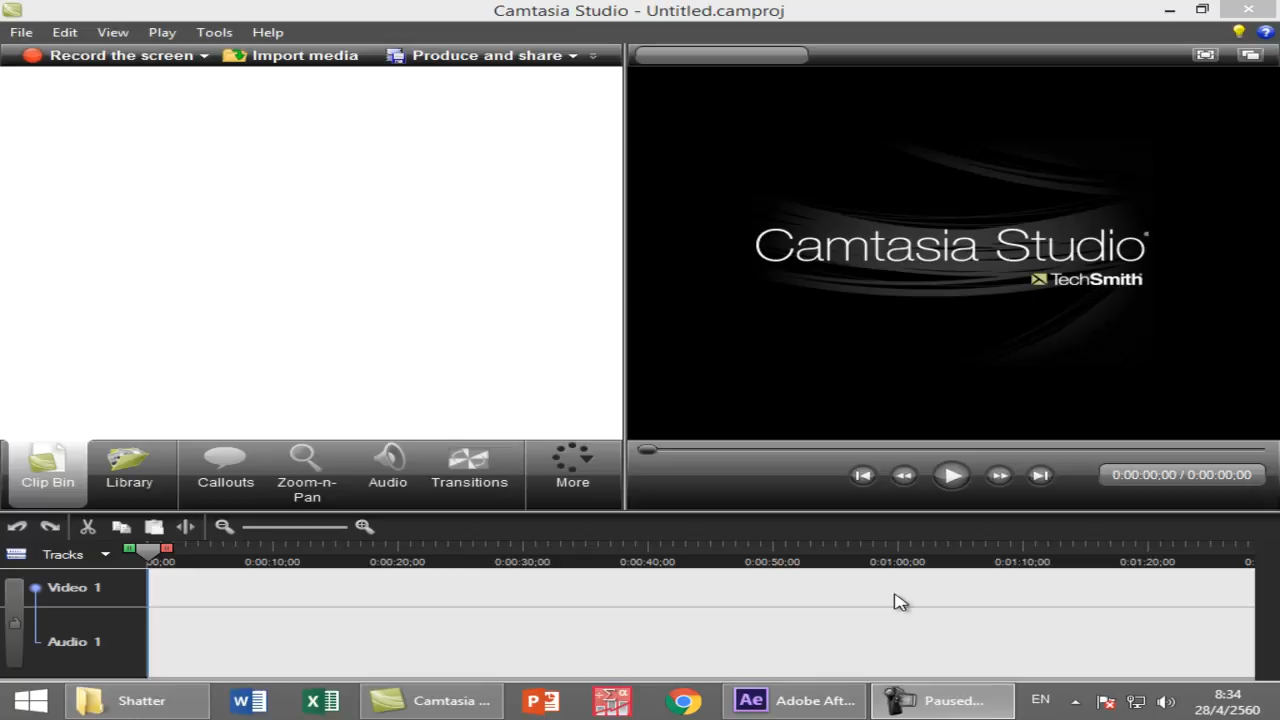 Camtasia Studio - Untitled.camproj
File Edit View Play Tools Help
Record the screen Import media Produce and share
Camtasia Studio
TechSmith
Clip Bin Library Callouts Zoom-n-Pan Audio Transitions More
0:00:00;00 / 0:00:00;00
Tracks 00;00 0:00:10;00 0:00:20;00 0:00:30;00 0:00:40;00 0:00:50;00 0:01:00;00 0:01:10;00 0:01:20;00 0:
Video 1
Audio 1
Shatter Camtasia ... Ae Adobe Aft... Paused... EN 8:34
28/4/2560